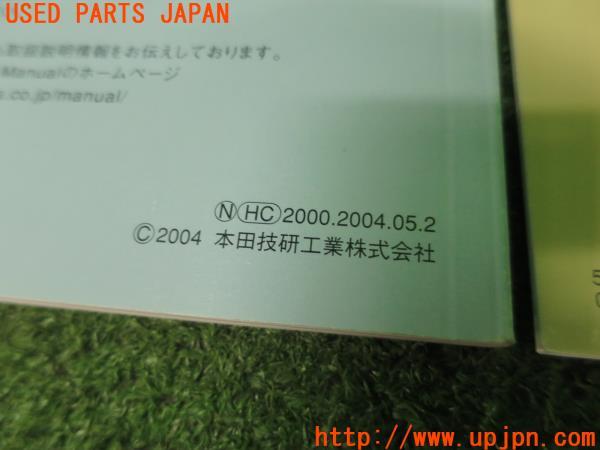 USED PARTS JAPAN
取扱説明情報をお伝えしております。
Manualのホームページ
.co.jp/manual/
ⓃHC2000.2004.05.2
©2004 本田技研工業株式会社
5
http://www.upjpn.com